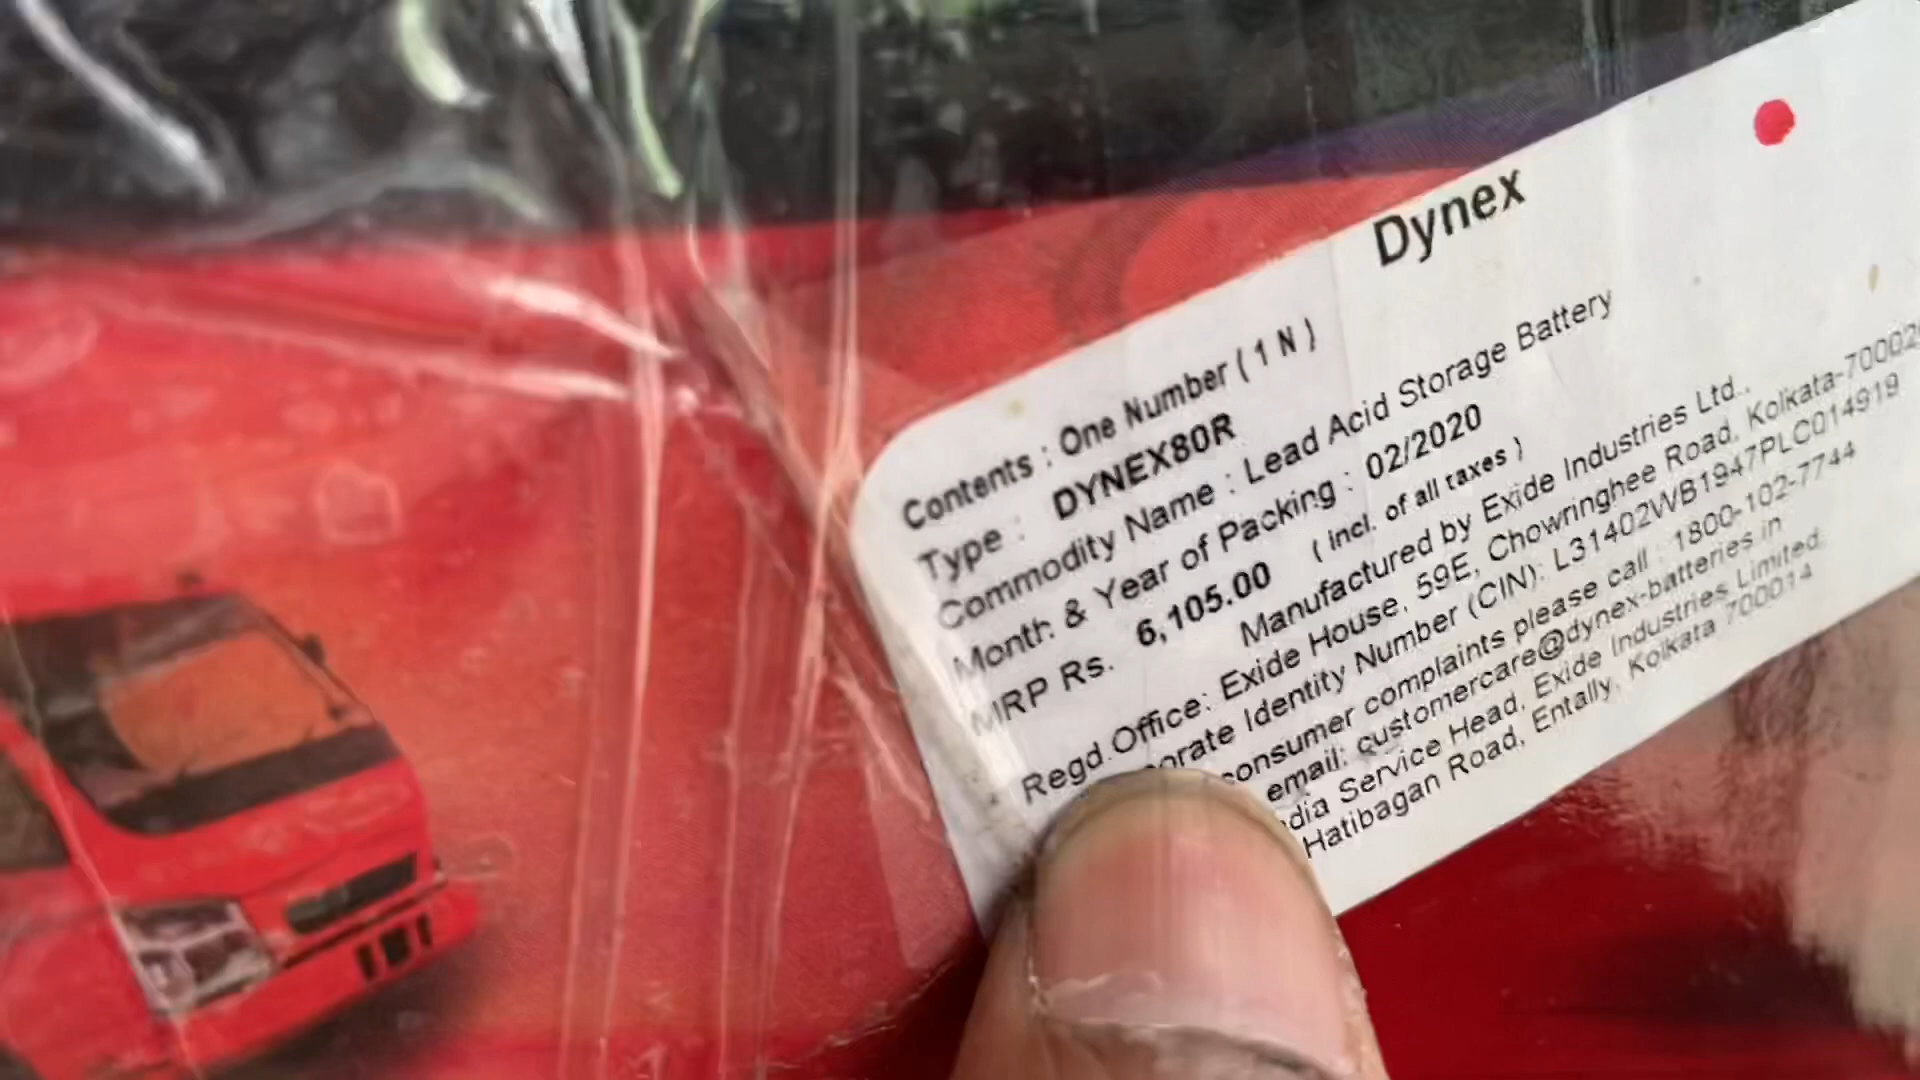 Dynex
Contents : One Number ( 1 N )
Type : DYNEX80R
Commodity Name : Lead Acid Storage Battery
Month & Year of Packing : 02/2020
MRP Rs. 6,105.00 ( Incl. of all taxes )
Manufactured by Exide Industries Ltd.,
Regd.Office: Exide House, 59E, Chowringhee Road, Kolkata-70002
orate Identity Number (CIN): L31402WB1947PLC014919
consumer complaints please call : 1800-102-7744
email: customercare@dynex-batteries.in
dia Service Head, Exide Industries Limited,
Hatibagan Road, Entally, Kolkata 700014